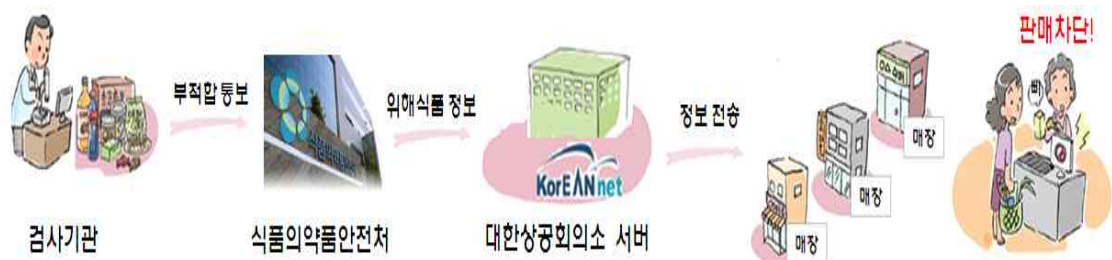 판매차단!
부적합 통보
위해식품 정보
정보 전송
매장
매장
매장
삑)
KorEANnet
검사기관
식품의약품안전처
대한상공회의소 서버